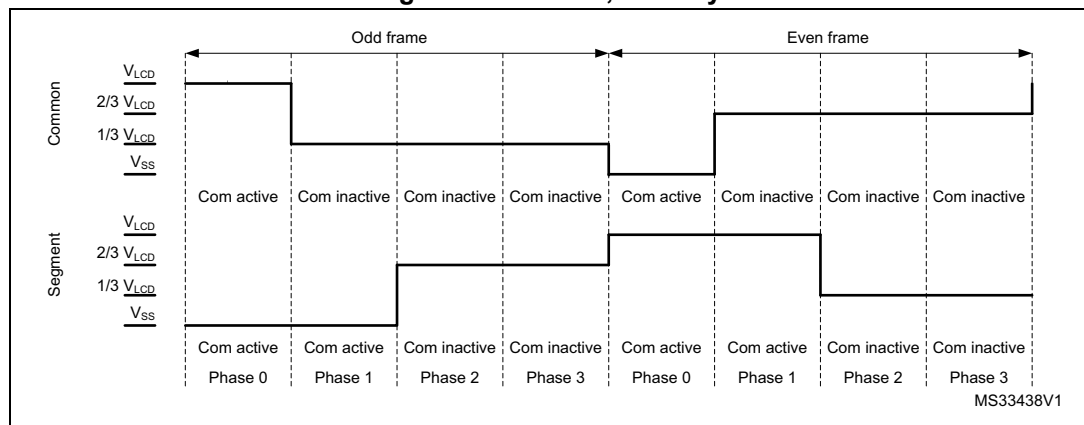 Odd frame Even frame
Common
VLCD
2/3 VLCD
1/3 VLCD
VSS
Com active Com inactive Com inactive Com inactive Com active Com inactive Com inactive Com inactive
Segment
VLCD
2/3 VLCD
1/3 VLCD
VSS
Com active Com active Com inactive Com inactive Com active Com active Com inactive Com inactive
Phase 0 Phase 1 Phase 2 Phase 3 Phase 0 Phase 1 Phase 2 Phase 3
MS33438V1